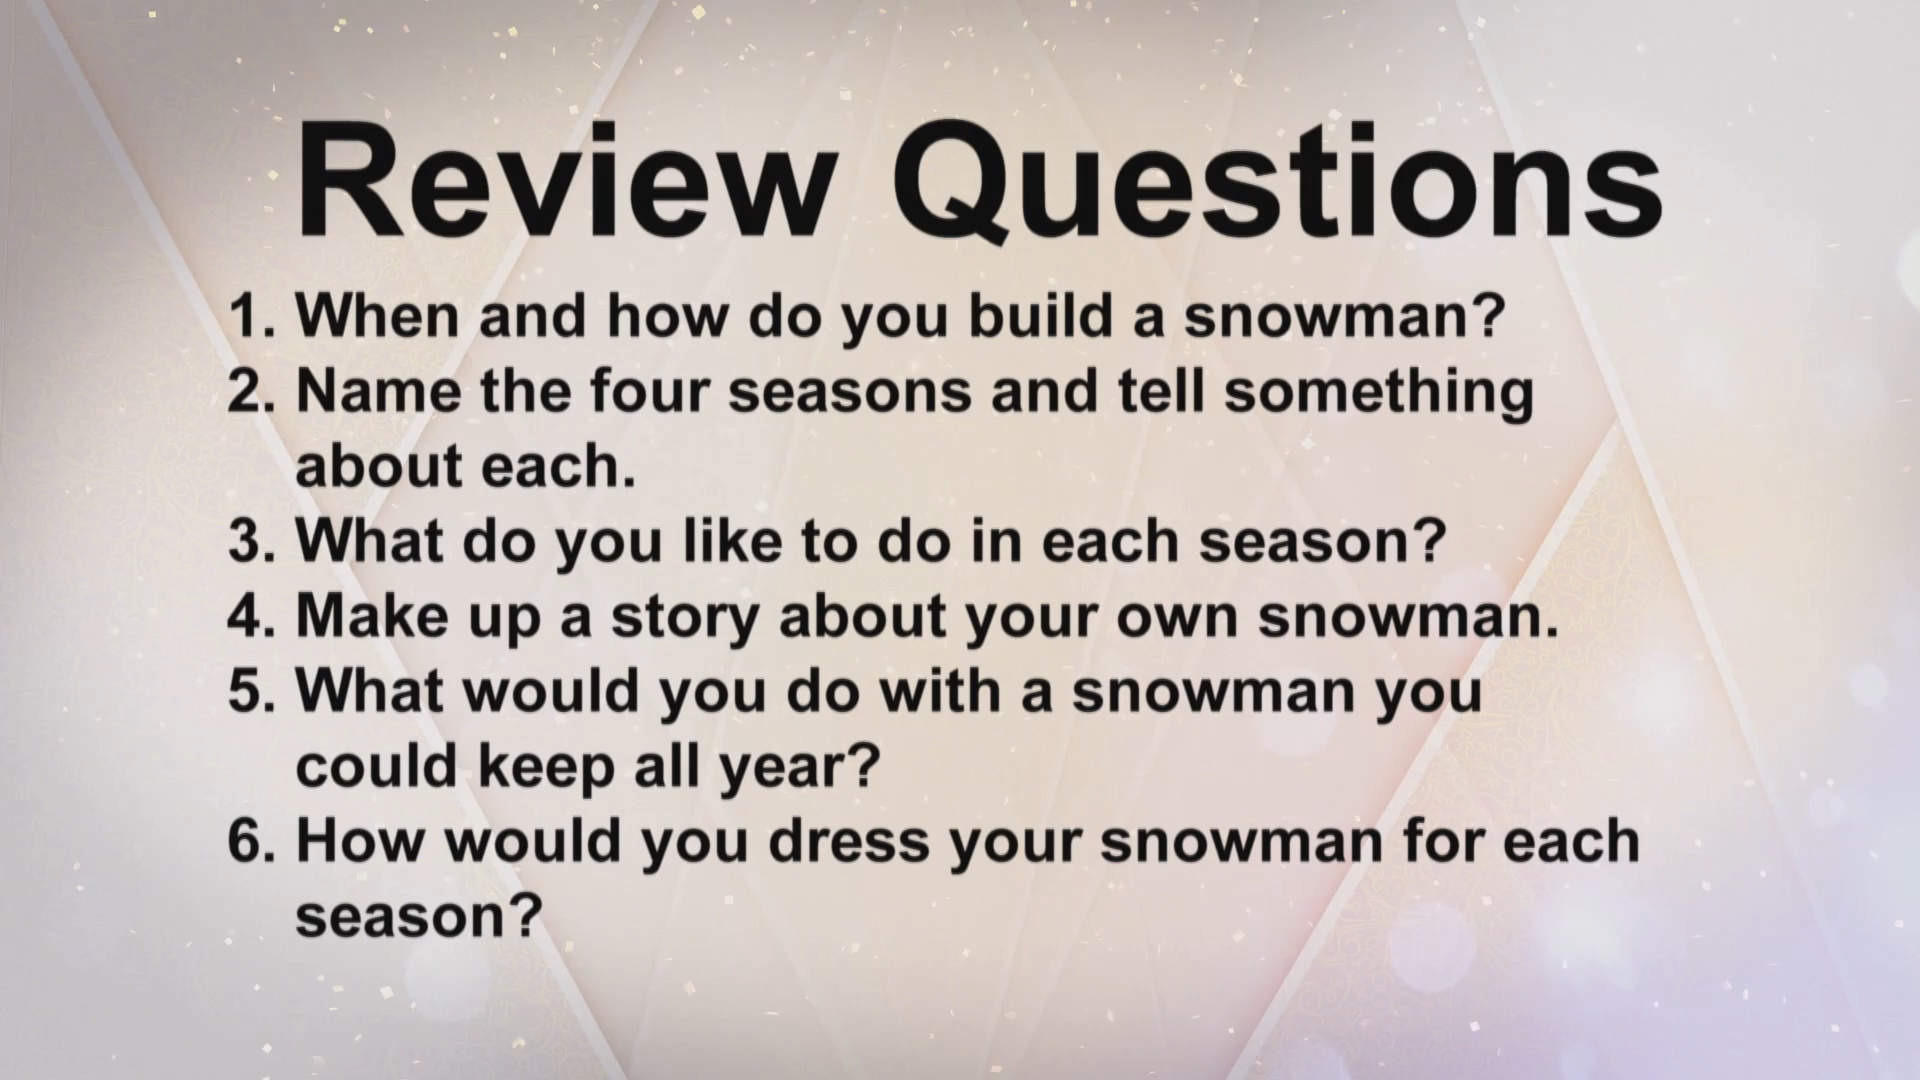 Review Questions
1. When and how do you build a snowman?
2. Name the four seasons and tell something
about each.
3. What do you like to do in each season?
4. Make up a story about your own snowman.
5. What would you do with a snowman you
could keep all year?
6. How would you dress your snowman for each
season?